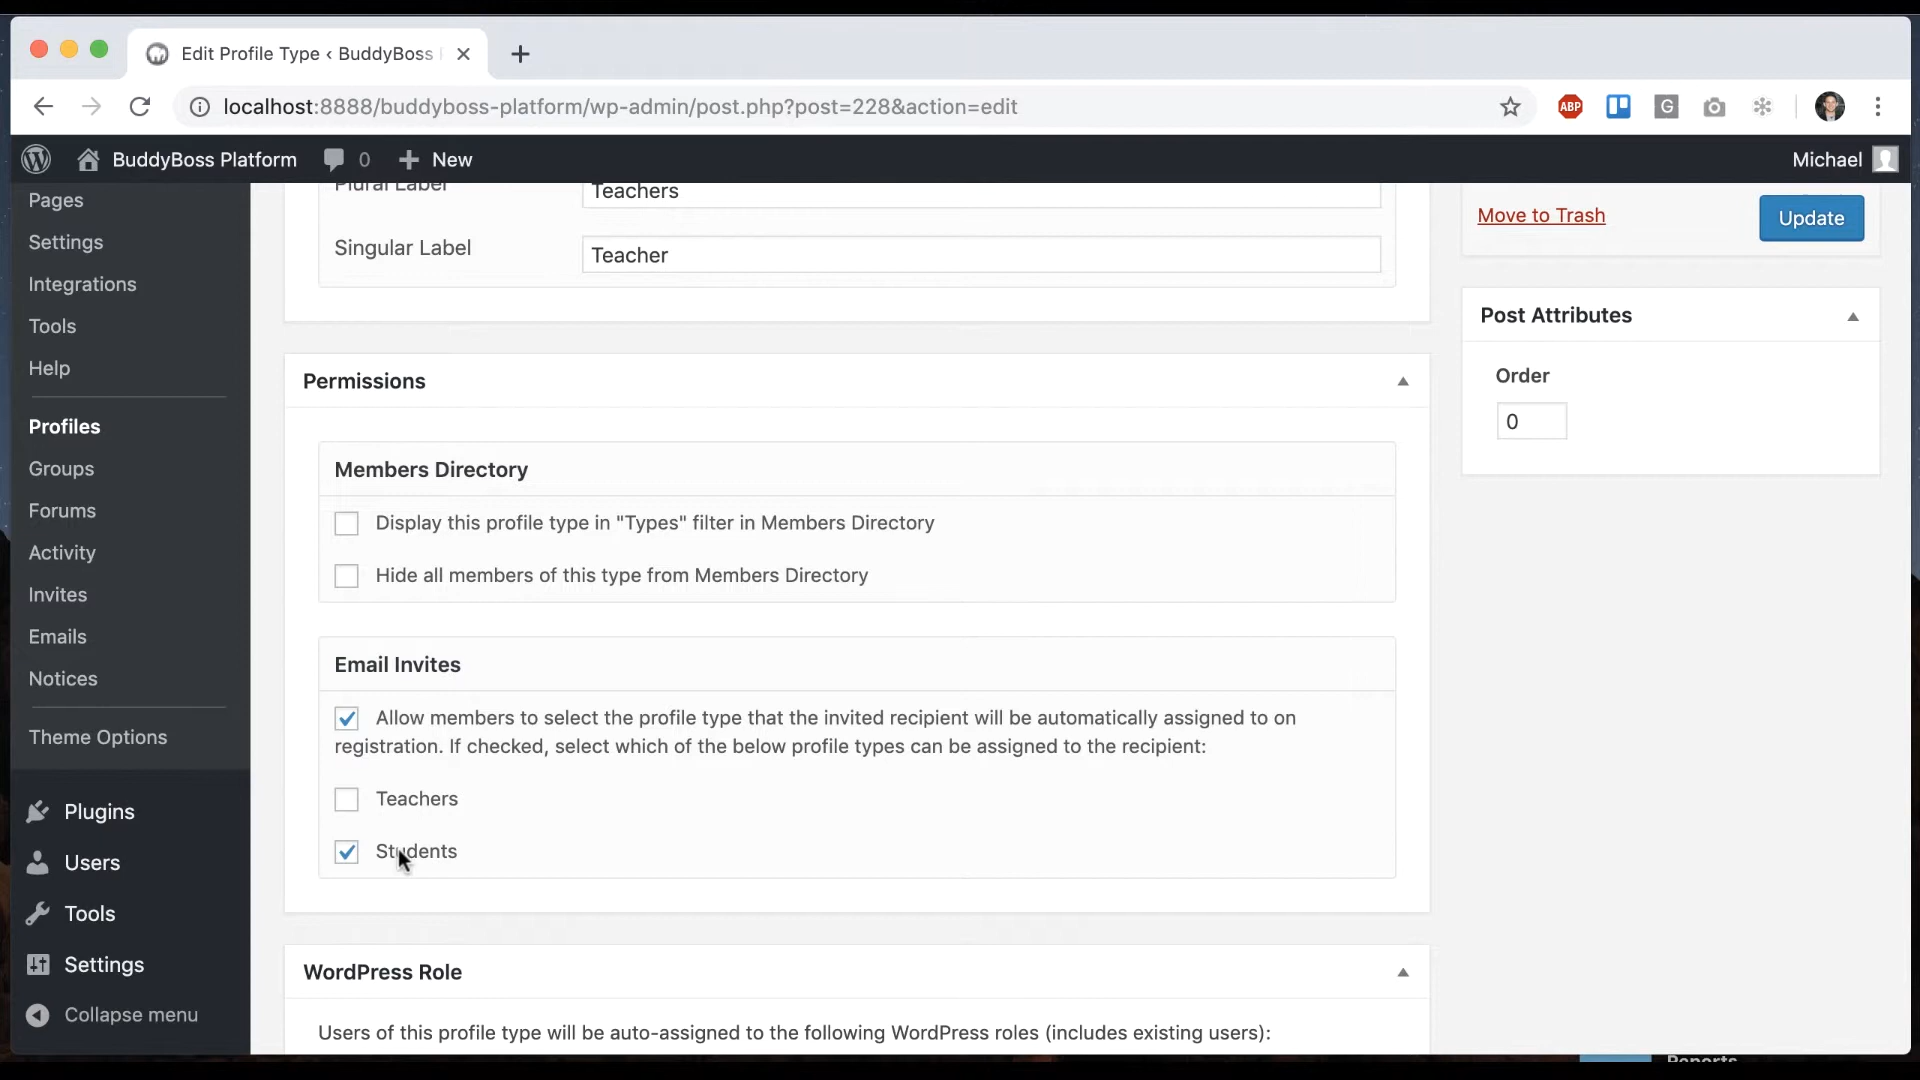 Edit Profile Type ‹ BuddyBoss
localhost:8888/buddyboss-platform/wp-admin/post.php?post=228&action=edit
ABP
G
BuddyBoss Platform
0
New
Michael
Pages
Settings
Integrations
Tools
Help
Profiles
Groups
Forums
Activity
Invites
Emails
Notices
Theme Options
Plugins
Users
Tools
Settings
Collapse menu
Plural Label
Teachers
Singular Label
Teacher
Permissions
Members Directory
Display this profile type in "Types" filter in Members Directory
Hide all members of this type from Members Directory
Email Invites
Allow members to select the profile type that the invited recipient will be automatically assigned to on
registration. If checked, select which of the below profile types can be assigned to the recipient:
Teachers
Students
WordPress Role
Users of this profile type will be auto-assigned to the following WordPress roles (includes existing users):
Move to Trash
Update
Post Attributes
Order
0
Reports